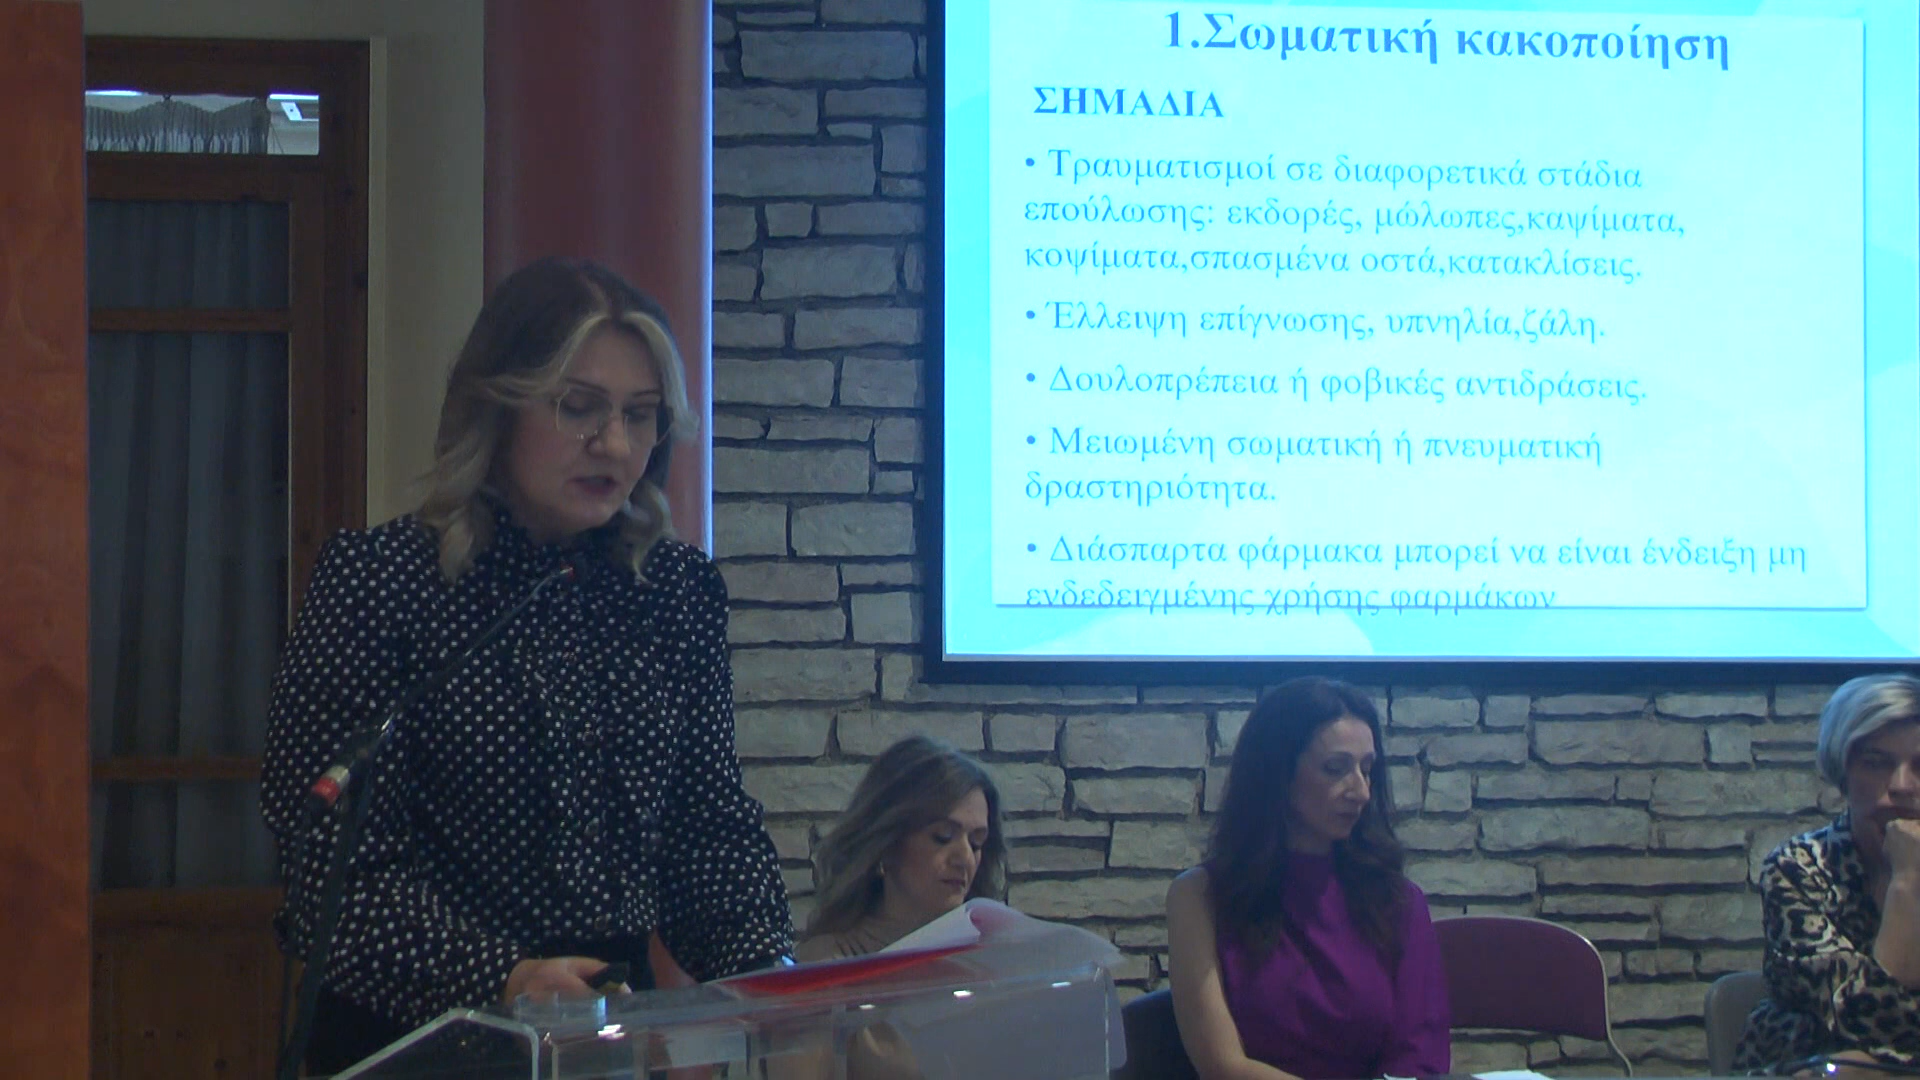 1.Σωματική κακοποίηση
ΣΗΜΑΔΙΑ
• Τραυματισμοί σε διαφορετικά στάδια
επούλωσης: εκδορές, μώλωπες,καψίματα,
κοψίματα,σπασμένα οστά,κατακλίσεις.
• Έλλειψη επίγνωσης, υπνηλία,ζάλη.
• Δουλοπρέπεια ή φοβικές αντιδράσεις.
• Μειωμένη σωματική ή πνευματική
δραστηριότητα.
• Διάσπαρτα φάρμακα μπορεί να είναι ένδειξη μη
ενδεδειγμένης χρήσης φαρμάκων